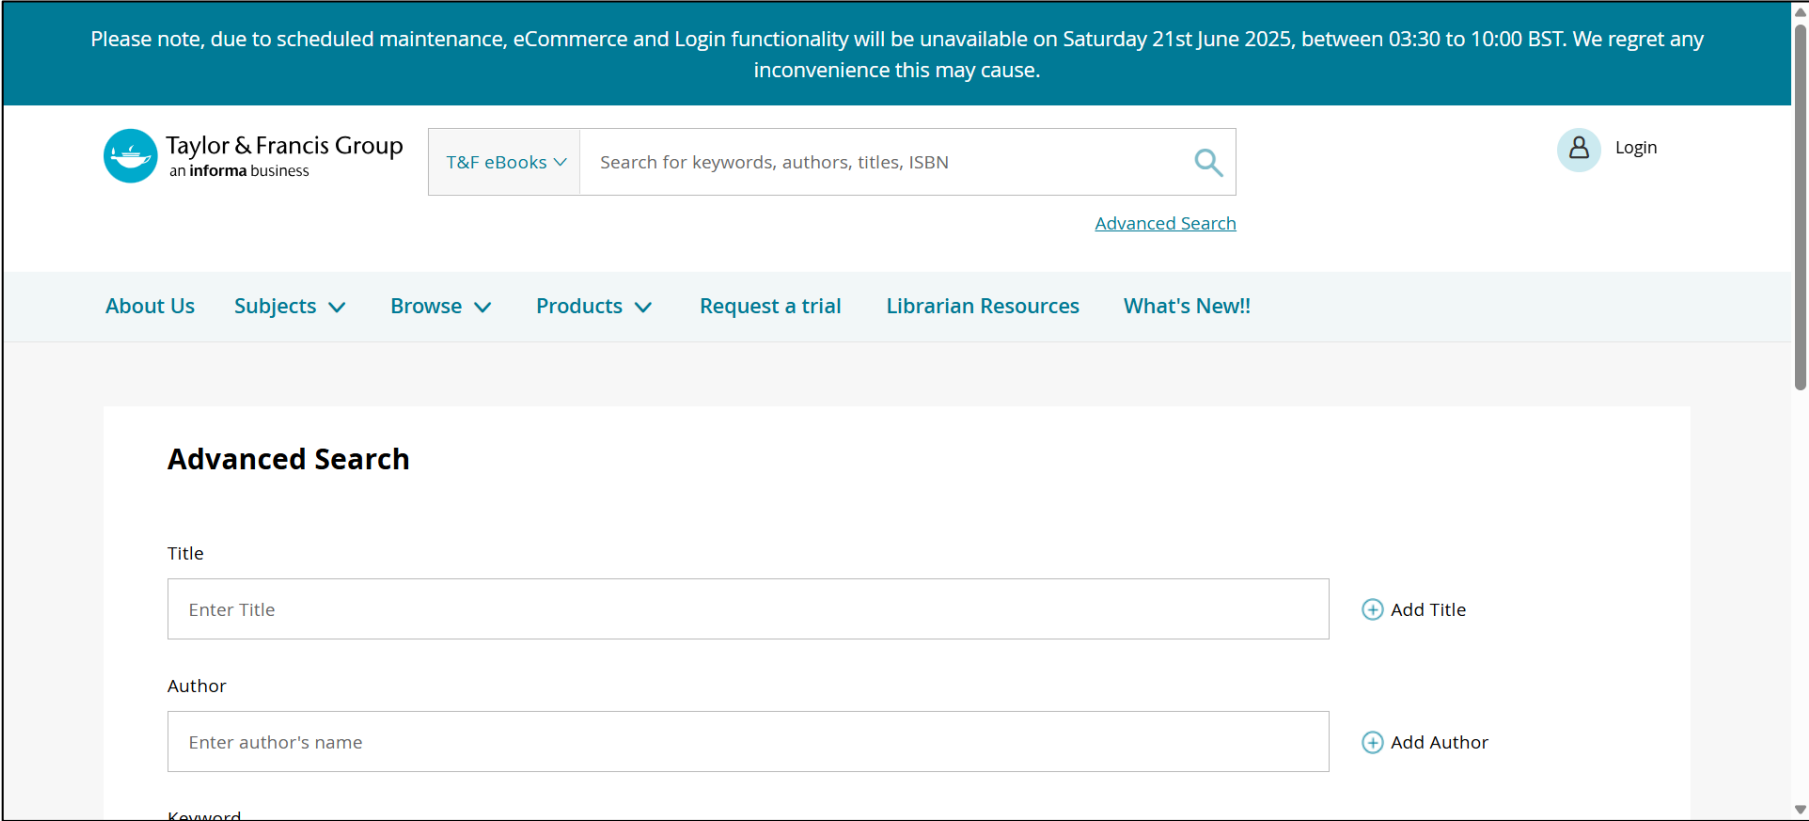 Please note, due to scheduled maintenance, eCommerce and Login functionality will be unavailable on Saturday 21st June 2025, between 03:30 to 10:00 BST. We regret any
inconvenience this may cause.
Taylor & Francis Group
an informa business
T&F eBooks
Search for keywords, authors, titles, ISBN
Login
Advanced Search
About Us
Subjects
Browse
Products
Request a trial
Librarian Resources
What's New!!
Advanced Search
Title
Enter Title
Add Title
Author
Enter author's name
Add Author
Keyword